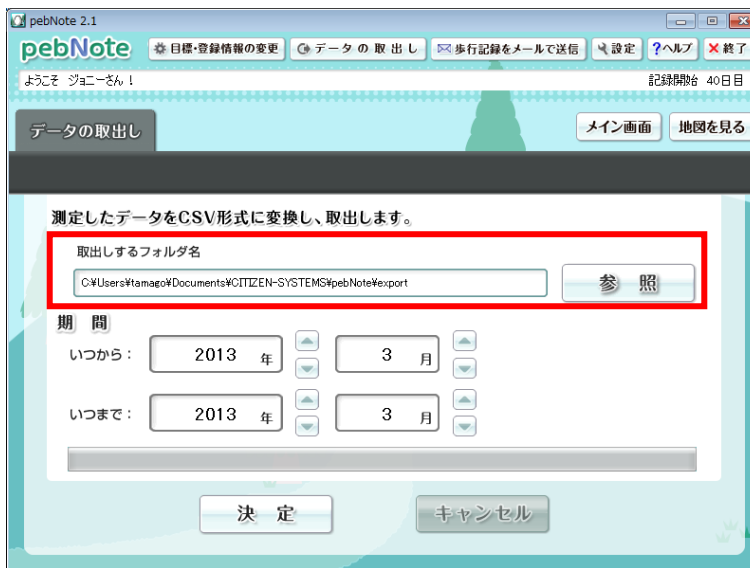 pebNote 2.1
pebNote 目標・登録情報の変更 データの取出し 歩行記録をメールで送信 設定 ?ヘルプ ×終了
ようこそ ジョニーさん! 記録開始 40日目
データの取出し メイン画面 地図を見る
測定したデータをCSV形式に変換し、取出します。
取出しするフォルダ名
C:¥Users¥tamago¥Documents¥CITIZEN-SYSTEMS¥pebNote¥export 参照
期間
いつから: 2013 年 3 月
いつまで: 2013 年 3 月
決定 キャンセル